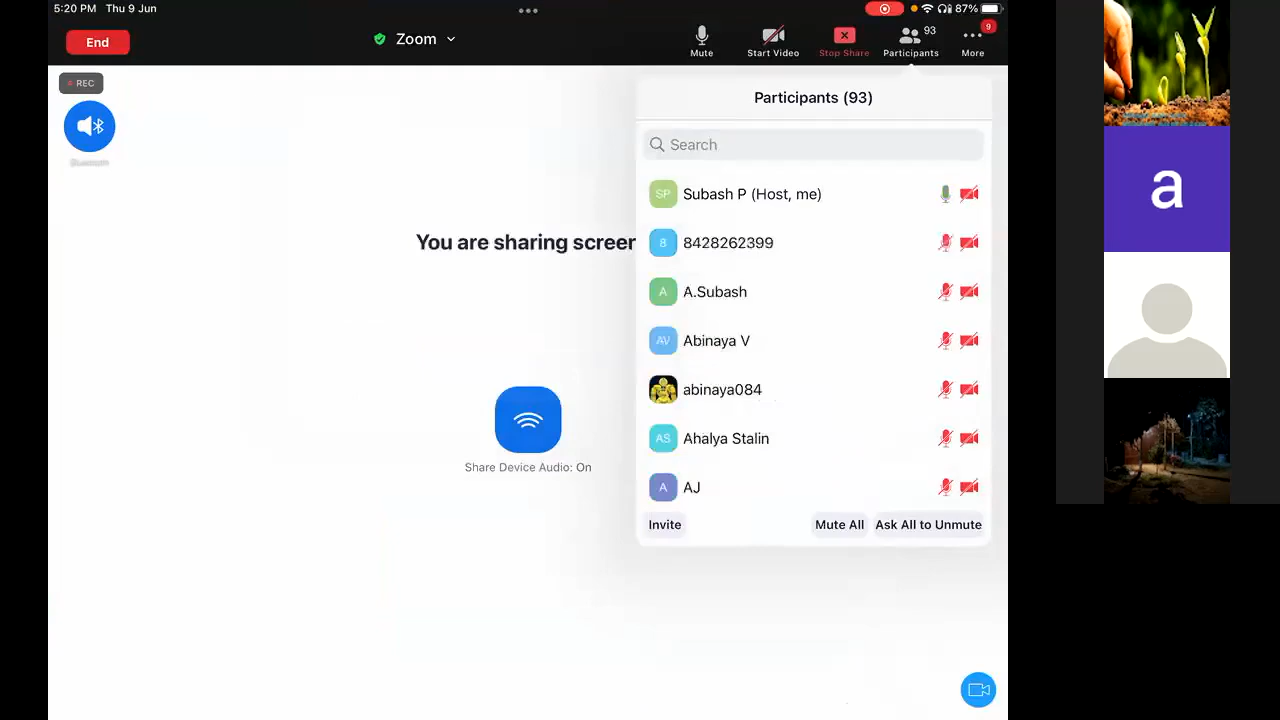 5:20 PM Thu 9 Jun
87%
End
Zoom
Mute
Start Video
Stop Share
93
Participants
9
More
REC
Bluetooth
Participants (93)
Search
You are sharing screen
SP Subash P (Host, me)
8 8428262399
A A.Subash
AV Abinaya V
abinaya084
AS Ahalya Stalin
A AJ
Share Device Audio: On
Invite
Mute All
Ask All to Unmute
a